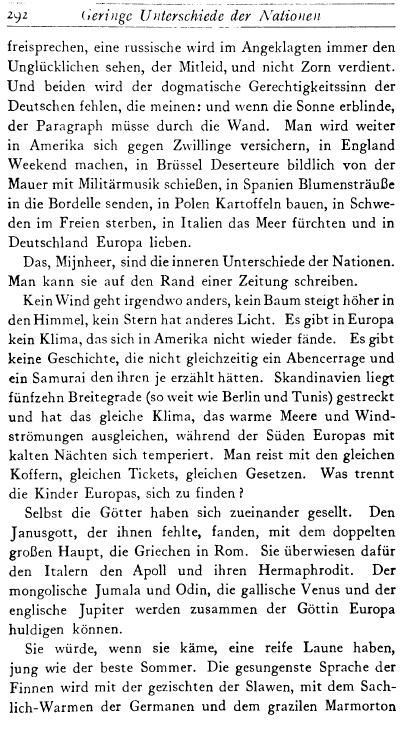 292 Geringe Unterschiede der Nationen
freisprechen, eine russische wird im Angeklagten immer den
Unglücklichen sehen, der Mitleid, und nicht Zorn verdient.
Und beiden wird der dogmatische Gerechtigkeitssinn der
Deutschen fehlen, die meinen: und wenn die Sonne erblinde,
der Paragraph müsse durch die Wand. Man wird weiter
in Amerika sich gegen Zwillinge versichern, in England
Weekend machen, in Brüssel Deserteure bildlich von der
Mauer mit Militärmusik schießen, in Spanien Blumensträuße
in die Bordelle senden, in Polen Kartoffeln bauen, in Schwe-
den im Freien sterben, in Italien das Meer fürchten und in
Deutschland Europa lieben.
Das, Mijnheer, sind die inneren Unterschiede der Nationen.
Man kann sie auf den Rand einer Zeitung schreiben.
Kein Wind geht irgendwo anders, kein Baum steigt höher in
den Himmel, kein Stern hat anderes Licht. Es gibt in Europa
kein Klima, das sich in Amerika nicht wieder fände. Es gibt
keine Geschichte, die nicht gleichzeitig ein Abencerrage und
ein Samurai den ihren je erzählt hätten. Skandinavien liegt
fünfzehn Breitegrade (so weit wie Berlin und Tunis) gestreckt
und hat das gleiche Klima, das warme Meere und Wind-
strömungen ausgleichen, während der Süden Europas mit
kalten Nächten sich temperiert. Man reist mit den gleichen
Koffern, gleichen Tickets, gleichen Gesetzen. Was trennt
die Kinder Europas, sich zu finden?
Selbst die Götter haben sich zueinander gesellt. Den
Janusgott, der ihnen fehlte, fanden, mit dem doppelten
großen Haupt, die Griechen in Rom. Sie überwiesen dafür
den Italern den Apoll und ihren Hermaphrodit. Der
mongolische Jumala und Odin, die gallische Venus und der
englische Jupiter werden zusammen der Göttin Europa
huldigen können.
Sie würde, wenn sie käme, eine reife Laune haben,
jung wie der beste Sommer. Die gesungenste Sprache der
Finnen wird mit der gezischten der Slawen, mit dem Sach-
lich-Warmen der Germanen und dem grazilen Marmorton